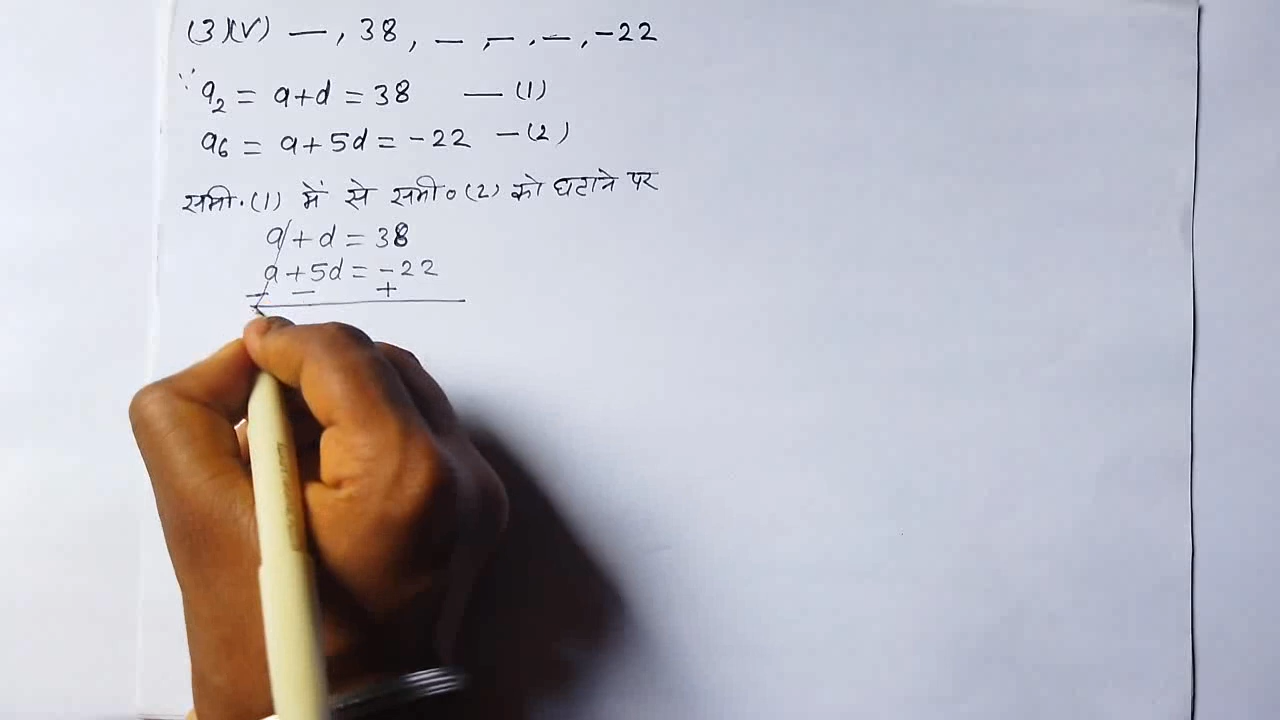 (3)(V) — , 38 , — , — , — , -22
∵ a₂ = a+d = 38 — (1)
a₆ = a+5d = -22 — (2)
समी. (1) में से समी० (2) को घटाने पर
a + d = 38
a + 5d = -22
— — +